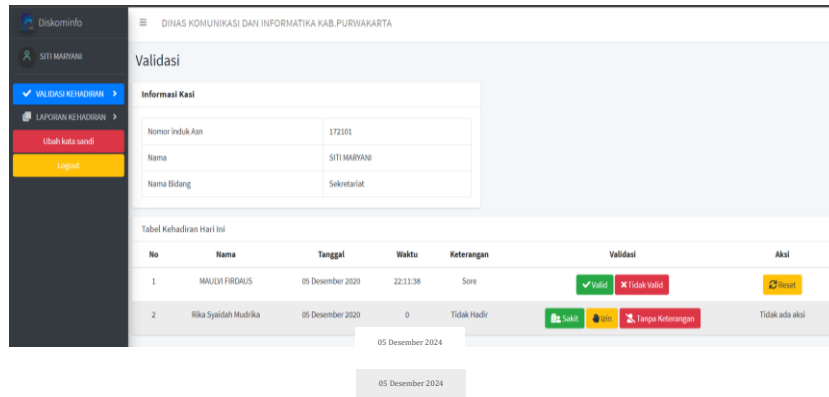 Diskominfo
DINAS KOMUNIKASI DAN INFORMATIKA KAB.PURWAKARTA
SITI MARYANI
VALIDASI KEHADIRAN
LAPORAN KEHADIRAN
Ubah kata sandi
Logout
Validasi
Informasi Kasi
Nomor induk Asn 172101
Nama SITI MARYANI
Nama Bidang Sekretariat
Tabel Kehadiran Hari Ini
No Nama Tanggal Waktu Keterangan Validasi Aksi
1 MAULVI FIRDAUS 05 Desember 2020 22:11:38 Sore Valid Tidak Valid Reset
2 Rika Syaidah Mudrika 05 Desember 2020 0 Tidak Hadir Sakit Izin Tanpa Keterangan Tidak ada aksi
05 Desember 2024
05 Desember 2024